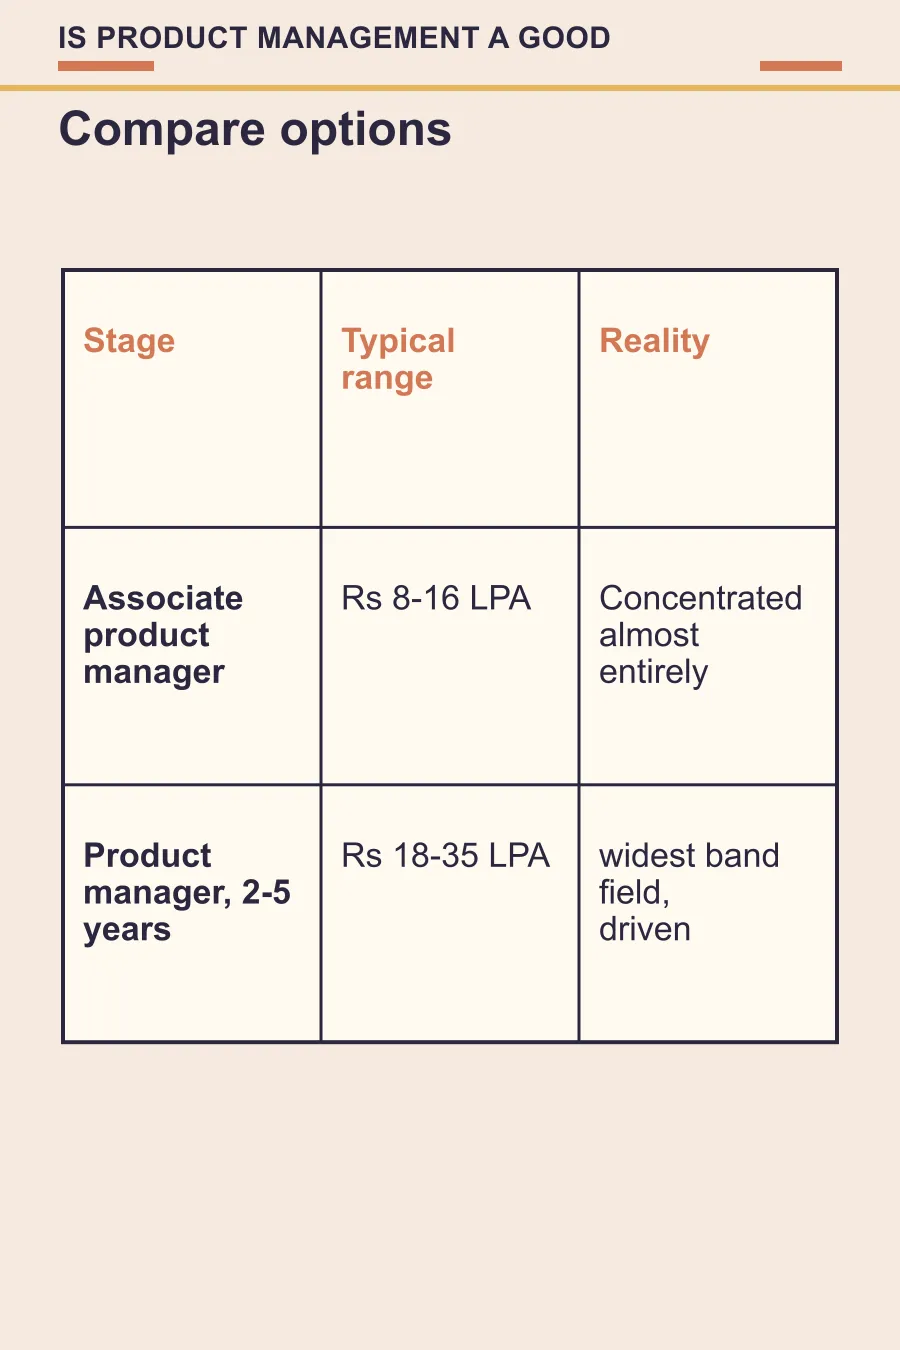 IS PRODUCT MANAGEMENT A GOOD
Compare options
Stage
Typical
range
Reality
Associate
product
manager
Rs 8-16 LPA
Concentrated
almost
entirely
Product
manager, 2-5
years
Rs 18-35 LPA
widest band
field,
driven